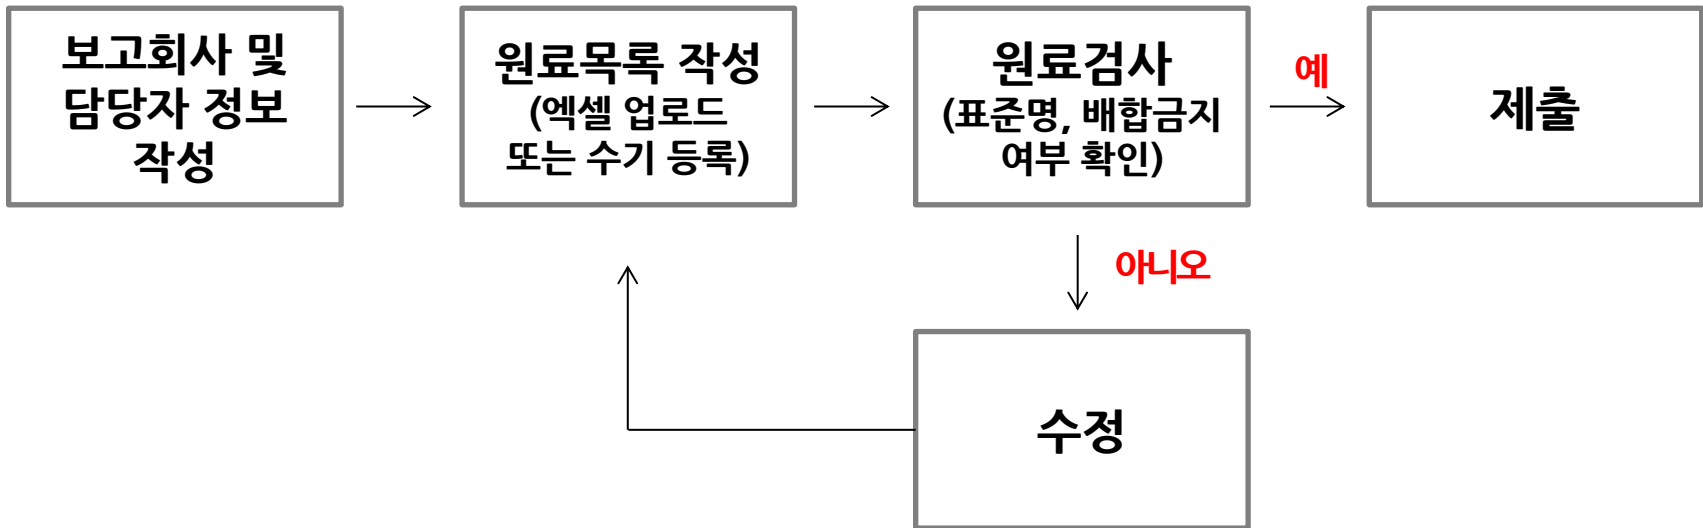 보고회사 및
담당자 정보
작성
원료목록 작성
(엑셀 업로드
또는 수기 등록)
원료검사
(표준명, 배합금지
여부 확인)
예
제출
아니오
수정